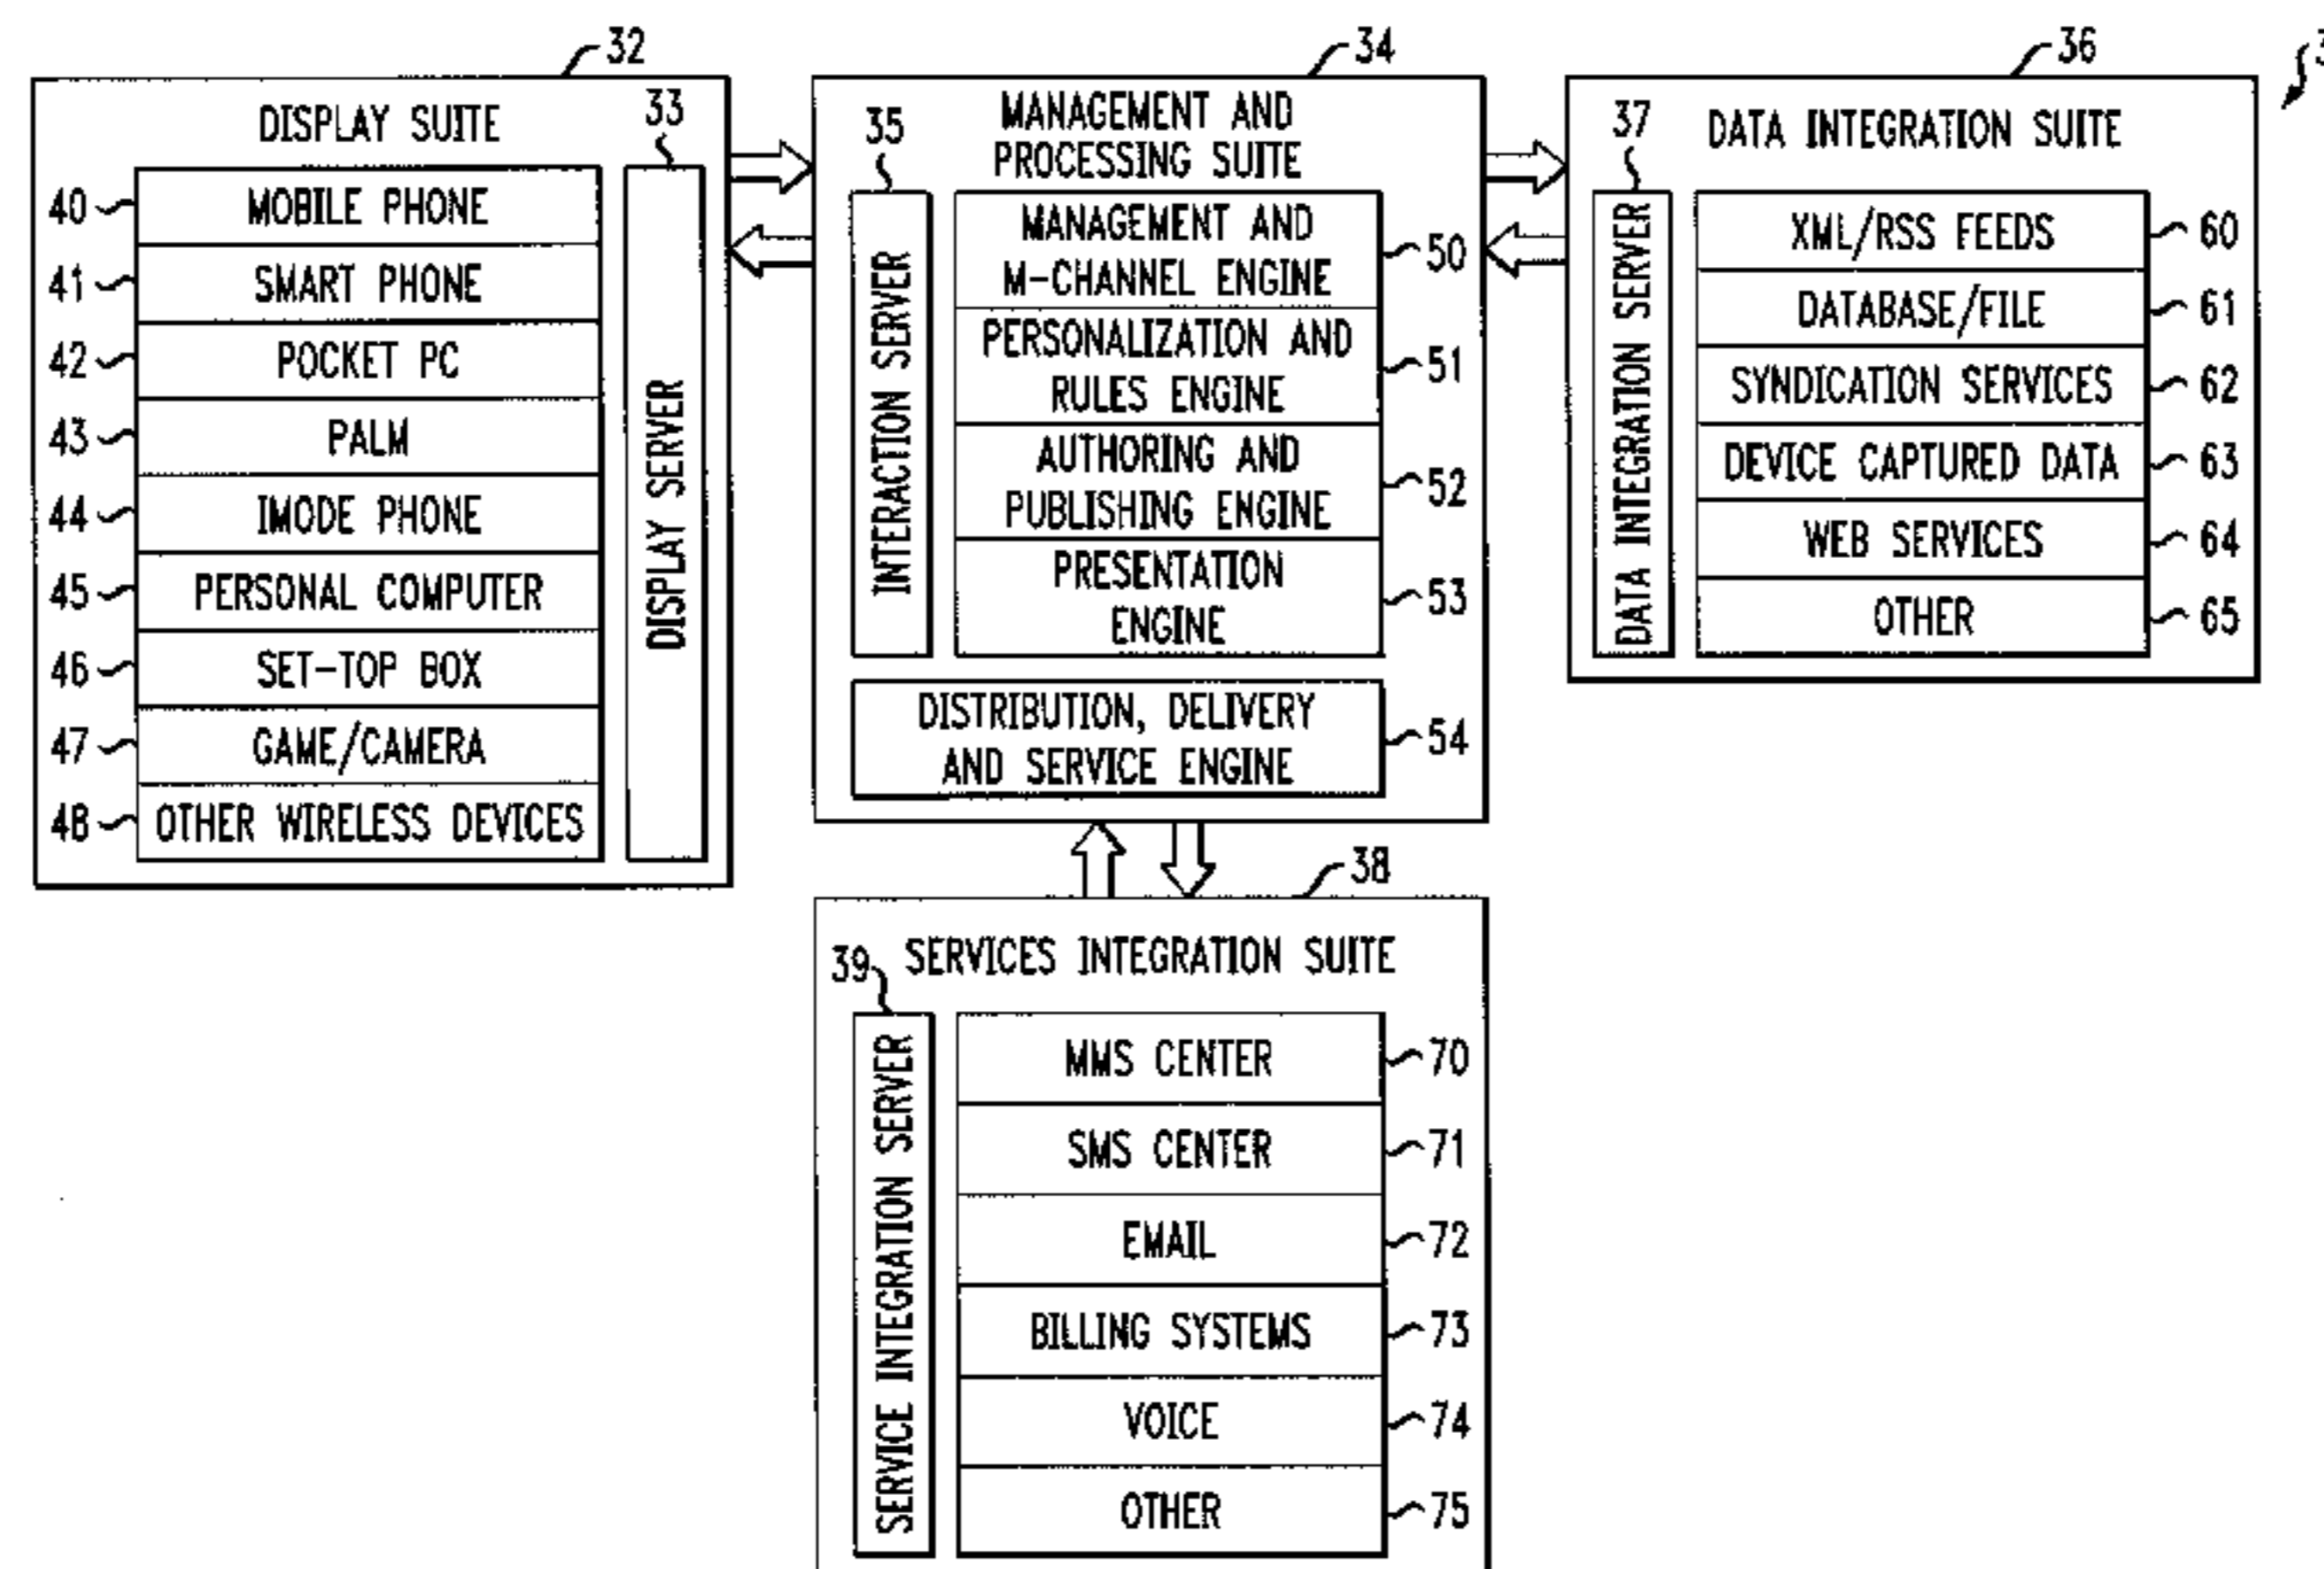 32
DISPLAY SUITE
33
40 MOBILE PHONE
41 SMART PHONE
42 POCKET PC
43 PALM
44 IMODE PHONE
45 PERSONAL COMPUTER
46 SET-TOP BOX
47 GAME/CAMERA
48 OTHER WIRELESS DEVICES
DISPLAY SERVER
34
MANAGEMENT AND
PROCESSING SUITE
35
INTERACTION SERVER
MANAGEMENT AND
M-CHANNEL ENGINE 50
PERSONALIZATION AND
RULES ENGINE 51
AUTHORING AND
PUBLISHING ENGINE 52
PRESENTATION
ENGINE 53
DISTRIBUTION, DELIVERY
AND SERVICE ENGINE 54
36
DATA INTEGRATION SUITE
37
DATA INTEGRATION SERVER
XML/RSS FEEDS 60
DATABASE/FILE 61
SYNDICATION SERVICES 62
DEVICE CAPTURED DATA 63
WEB SERVICES 64
OTHER 65
38
SERVICES INTEGRATION SUITE
39
SERVICE INTEGRATION SERVER
MMS CENTER 70
SMS CENTER 71
EMAIL 72
BILLING SYSTEMS 73
VOICE 74
OTHER 75